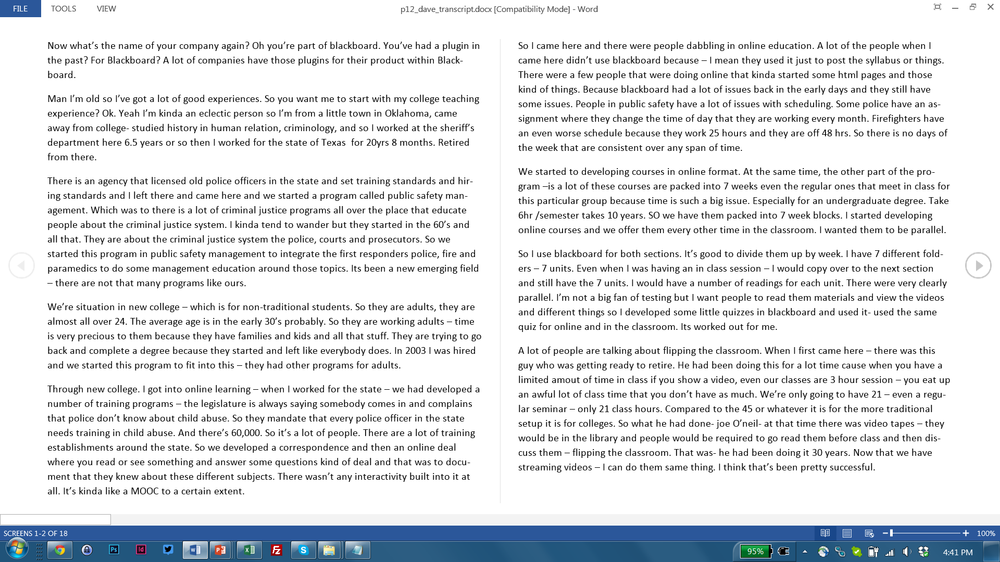 FILE TOOLS VIEW p12_dave_transcript.docx [Compatibility Mode] - Word
Now what's the name of your company again? Oh you're part of blackboard. You've had a plugin in
the past? For Blackboard? A lot of companies have those plugins for their product within Black-
board.
Man I'm old so I've got a lot of good experiences. So you want me to start with my college teaching
experience? Ok. Yeah I'm kinda an eclectic person so I'm from a little town in Oklahoma, came
away from college- studied history in human relation, criminology, and so I worked at the sheriff's
department here 6.5 years or so then I worked for the state of Texas  for 20yrs 8 months. Retired
from there.
There is an agency that licensed old police officers in the state and set training standards and hir-
ing standards and I left there and came here and we started a program called public safety man-
agement. Which was to there is a lot of criminal justice programs all over the place that educate
people about the criminal justice system. I kinda tend to wander but they started in the 60's and
all that. They are about the criminal justice system the police, courts and prosecutors. So we
started this program in public safety management to integrate the first responders police, fire and
paramedics to do some management education around those topics. Its been a new emerging field
– there are not that many programs like ours.
We're situation in new college – which is for non-traditional students. So they are adults, they are
almost all over 24. The average age is in the early 30's probably. So they are working adults – time
is very precious to them because they have families and kids and all that stuff. They are trying to go
back and complete a degree because they started and left like everybody does. In 2003 I was hired
and we started this program to fit into this – they had other programs for adults.
Through new college. I got into online learning – when I worked for the state – we had developed a
number of training programs – the legislature is always saying somebody comes in and complains
that police don't know about child abuse. So they mandate that every police officer in the state
needs training in child abuse. And there's 60,000. So it's a lot of people. There are a lot of training
establishments around the state. So we developed a correspondence and then an online deal
where you read or see something and answer some questions kind of deal and that was to docu-
ment that they knew about these different subjects. There wasn't any interactivity built into it at
all. It's kinda like a MOOC to a certain extent.
So I came here and there were people dabbling in online education. A lot of the people when I
came here didn't use blackboard because – I mean they used it just to post the syllabus or things.
There were a few people that were doing online that kinda started some html pages and those
kind of things. Because blackboard had a lot of issues back in the early days and they still have
some issues. People in public safety have a lot of issues with scheduling. Some police have an as-
signment where they change the time of day that they are working every month. Firefighters have
an even worse schedule because they work 25 hours and they are off 48 hrs. So there is no days of
the week that are consistent over any span of time.
We started to developing courses in online format. At the same time, the other part of the pro-
gram –is a lot of these courses are packed into 7 weeks even the regular ones that meet in class for
this particular group because time is such a big issue. Especially for an undergraduate degree. Take
6hr /semester takes 10 years. SO we have them packed into 7 week blocks. I started developing
online courses and we offer them every other time in the classroom. I wanted them to be parallel.
So I use blackboard for both sections. It's good to divide them up by week. I have 7 different fold-
ers – 7 units. Even when I was having an in class session – I would copy over to the next section
and still have the 7 units. I would have a number of readings for each unit. There were very clearly
parallel. I'm not a big fan of testing but I want people to read them materials and view the videos
and different things so I developed some little quizzes in blackboard and used it- used the same
quiz for online and in the classroom. Its worked out for me.
A lot of people are talking about flipping the classroom. When I first came here – there was this
guy who was getting ready to retire. He had been doing this for a lot time cause when you have a
limited amout of time in class if you show a video, even our classes are 3 hour session – you eat up
an awful lot of class time that you don't have as much. We're only going to have 21 – even a regu-
lar seminar – only 21 class hours. Compared to the 45 or whatever it is for the more traditional
setup it is for colleges. So what he had done- joe O'neil- at that time there was video tapes – they
would be in the library and people would be required to go read them before class and then dis-
cuss them – flipping the classroom. That was- he had been doing it 30 years. Now that we have
streaming videos – I can do them same thing. I think that's been pretty successful.
SCREENS 1-2 OF 18 100%
Ps Id W P X Fz S 95% 4:41 PM